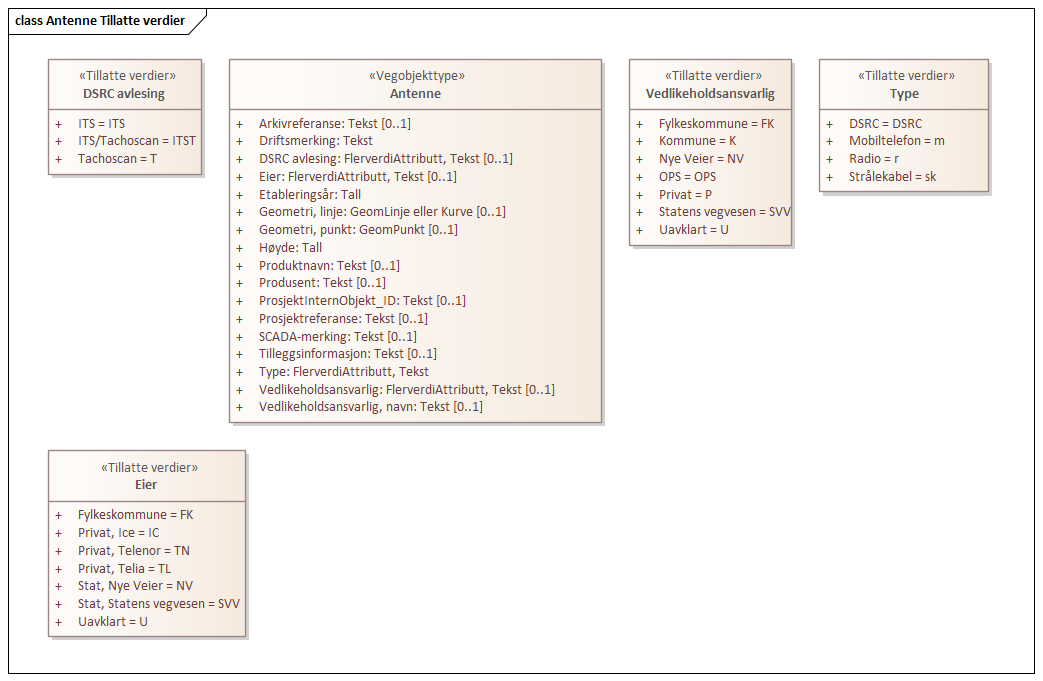 class Antenne Tillatte verdier
«Tillatte verdier»
DSRC avlesing
+ ITS = ITS
+ ITS/Tachoscan = ITST
+ Tachoscan = T
«Vegobjekttype»
Antenne
+ Arkivreferanse: Tekst [0..1]
+ Driftsmerking: Tekst
+ DSRC avlesing: FlerverdiAttributt, Tekst [0..1]
+ Eier: FlerverdiAttributt, Tekst [0..1]
+ Etableringsår: Tall
+ Geometri, linje: GeomLinje eller Kurve [0..1]
+ Geometri, punkt: GeomPunkt [0..1]
+ Høyde: Tall
+ Produktnavn: Tekst [0..1]
+ Produsent: Tekst [0..1]
+ ProsjektInternObjekt_ID: Tekst [0..1]
+ Prosjektreferanse: Tekst [0..1]
+ SCADA-merking: Tekst [0..1]
+ Tilleggsinformasjon: Tekst [0..1]
+ Type: FlerverdiAttributt, Tekst
+ Vedlikeholdsansvarlig: FlerverdiAttributt, Tekst [0..1]
+ Vedlikeholdsansvarlig, navn: Tekst [0..1]
«Tillatte verdier»
Vedlikeholdsansvarlig
+ Fylkeskommune = FK
+ Kommune = K
+ Nye Veier = NV
+ OPS = OPS
+ Privat = P
+ Statens vegvesen = SVV
+ Uavklart = U
«Tillatte verdier»
Type
+ DSRC = DSRC
+ Mobiltelefon = m
+ Radio = r
+ Strålekabel = sk
«Tillatte verdier»
Eier
+ Fylkeskommune = FK
+ Privat, Ice = IC
+ Privat, Telenor = TN
+ Privat, Telia = TL
+ Stat, Nye Veier = NV
+ Stat, Statens vegvesen = SVV
+ Uavklart = U